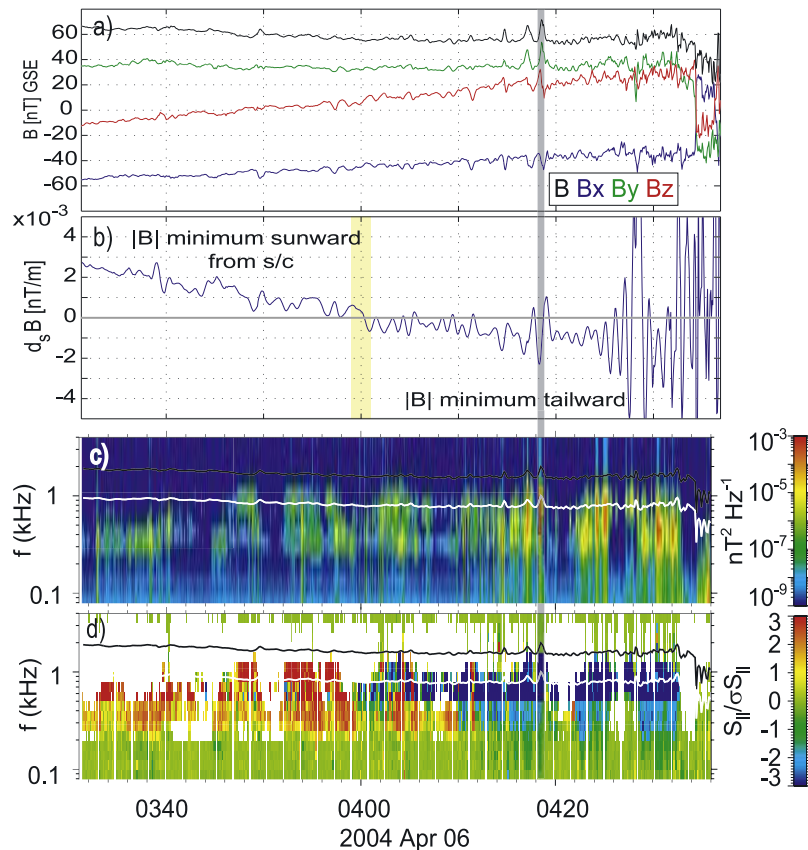 a)
B [nT] GSE
60
40
20
0
-20
-40
-60
B Bx By Bz
×10⁻³
b)
|B| minimum sunward
from s/c
d_s B [nT/m]
4
2
0
-2
-4
|B| minimum tailward
c)
f (kHz)
1
0.1
10⁻³
10⁻⁵
10⁻⁷
10⁻⁹
nT² Hz⁻¹
d)
f (kHz)
1
0.1
3
2
1
0
-1
-2
-3
S_||/σS_||
0340
0400
0420
2004 Apr 06